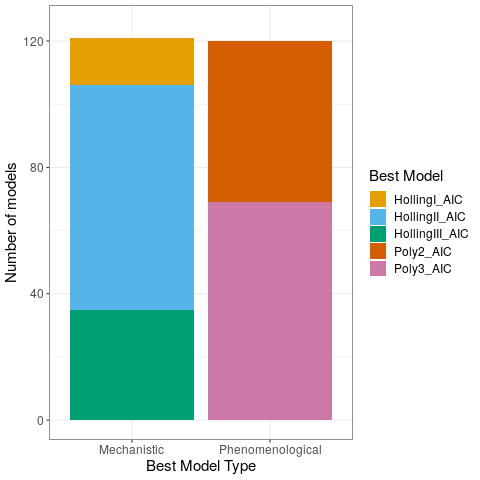 120
80
40
0
Number of models
Mechanistic
Phenomenological
Best Model Type
Best Model
HollingI_AIC
HollingII_AIC
HollingIII_AIC
Poly2_AIC
Poly3_AIC